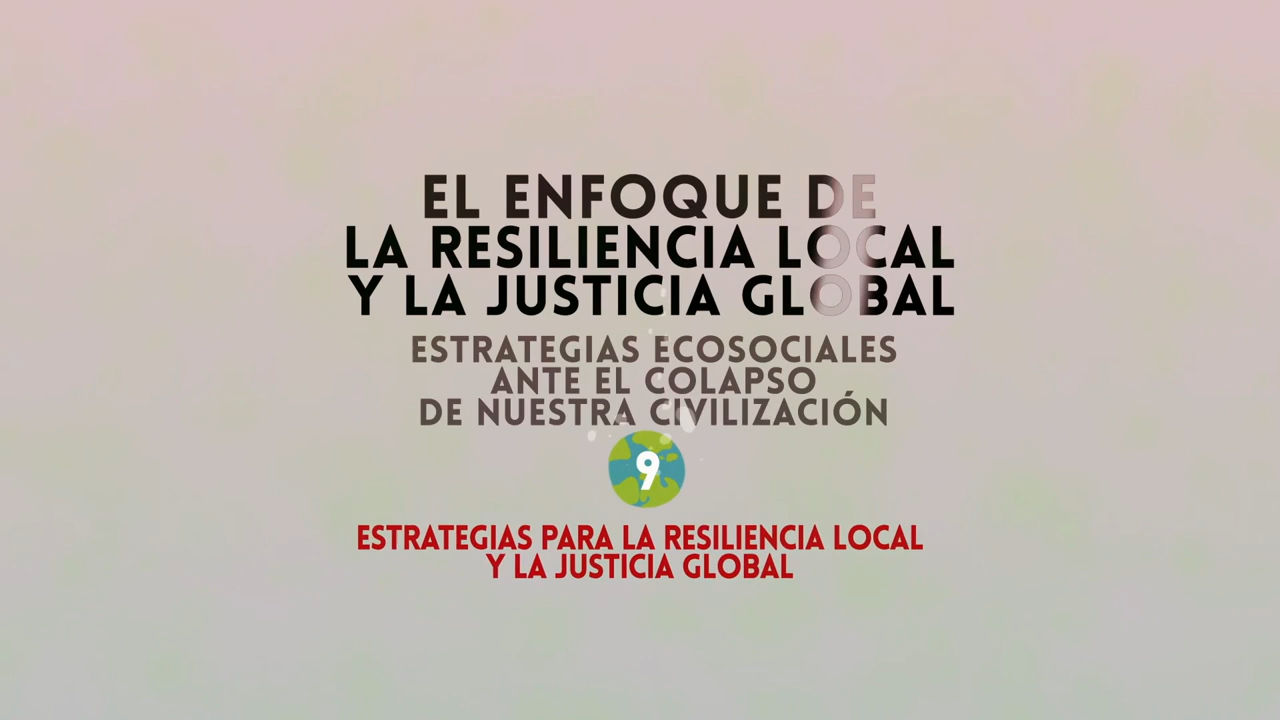 EL ENFOQUE DE
LA RESILIENCIA LOCAL
Y LA JUSTICIA GLOBAL
ESTRATEGIAS ECOSOCIALES
ANTE EL COLAPSO
DE NUESTRA CIVILIZACIÓN
9
ESTRATEGIAS PARA LA RESILIENCIA LOCAL
Y LA JUSTICIA GLOBAL